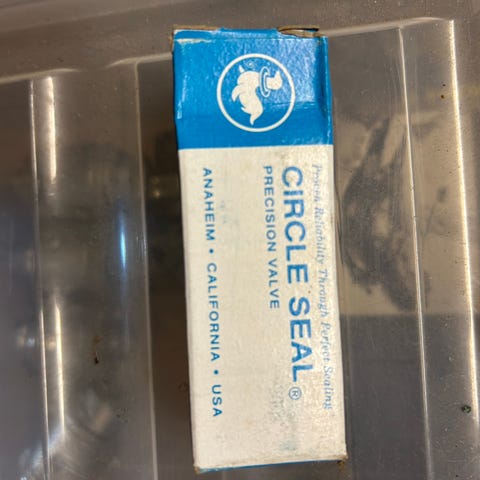 Proven Reliability Through Perfect Sealing
CIRCLE SEAL®
PRECISION VALVE
ANAHEIM • CALIFORNIA • USA